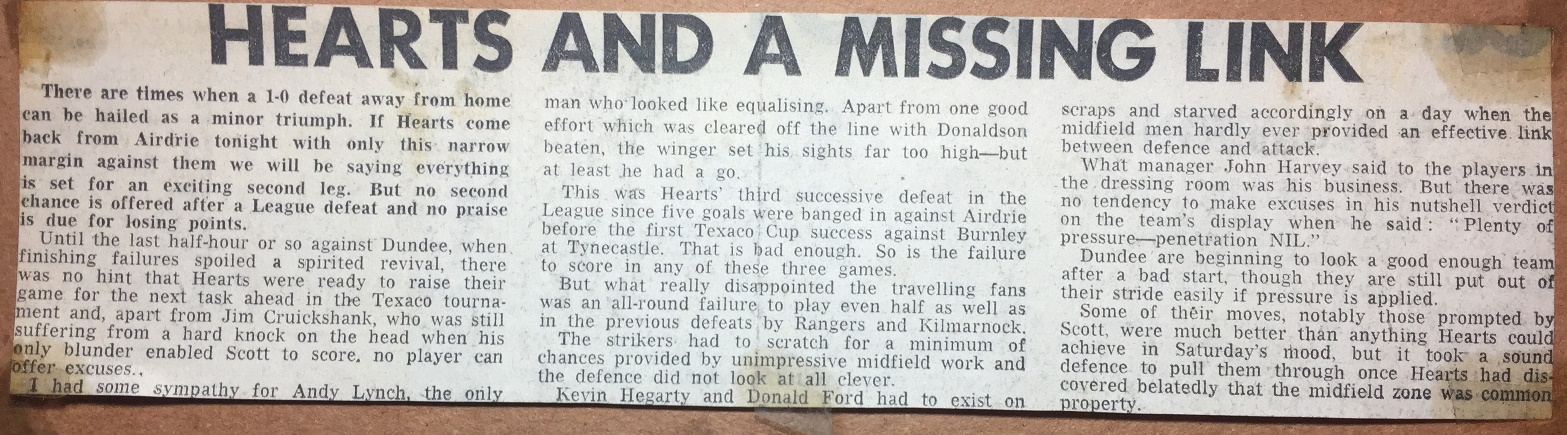 HEARTS AND A MISSING LINK
There are times when a 1-0 defeat away from home
can be hailed as a minor triumph. If Hearts come
back from Airdrie tonight with only this narrow
margin against them we will be saying everything
is set for an exciting second leg. But no second
chance is offered after a League defeat and no praise
is due for losing points.
Until the last half-hour or so against Dundee, when
finishing failures spoiled a spirited revival, there
was no hint that Hearts were ready to raise their
game for the next task ahead in the Texaco tourna-
ment and, apart from Jim Cruickshank, who was still
suffering from a hard knock on the head when his
only blunder enabled Scott to score, no player can
offer excuses..
I had some sympathy for Andy Lynch, the only
man who looked like equalising. Apart from one good
effort which was cleared off the line with Donaldson
beaten, the winger set his sights far too high—but
at least he had a go.
This was Hearts' third successive defeat in the
League since five goals were banged in against Airdrie
before the first Texaco Cup success against Burnley
at Tynecastle. That is bad enough. So is the failure
to score in any of these three games.
But what really disappointed the travelling fans
was an all-round failure to play even half as well as
in the previous defeats by Rangers and Kilmarnock.
The strikers had to scratch for a minimum of
chances provided by unimpressive midfield work and
the defence did not look at all clever.
Kevin Hegarty and Donald Ford had to exist on
scraps and starved accordingly on a day when the
midfield men hardly ever provided an effective link
between defence and attack.
What manager John Harvey said to the players in
the dressing room was his business. But there was
no tendency to make excuses in his nutshell verdict
on the team's display when he said: "Plenty of
pressure—penetration NIL."
Dundee are beginning to look a good enough team
after a bad start, though they are still put out of
their stride easily if pressure is applied.
Some of their moves, notably those prompted by
Scott, were much better than anything Hearts could
achieve in Saturday's mood, but it took a sound
defence to pull them through once Hearts had dis-
covered belatedly that the midfield zone was common
property.